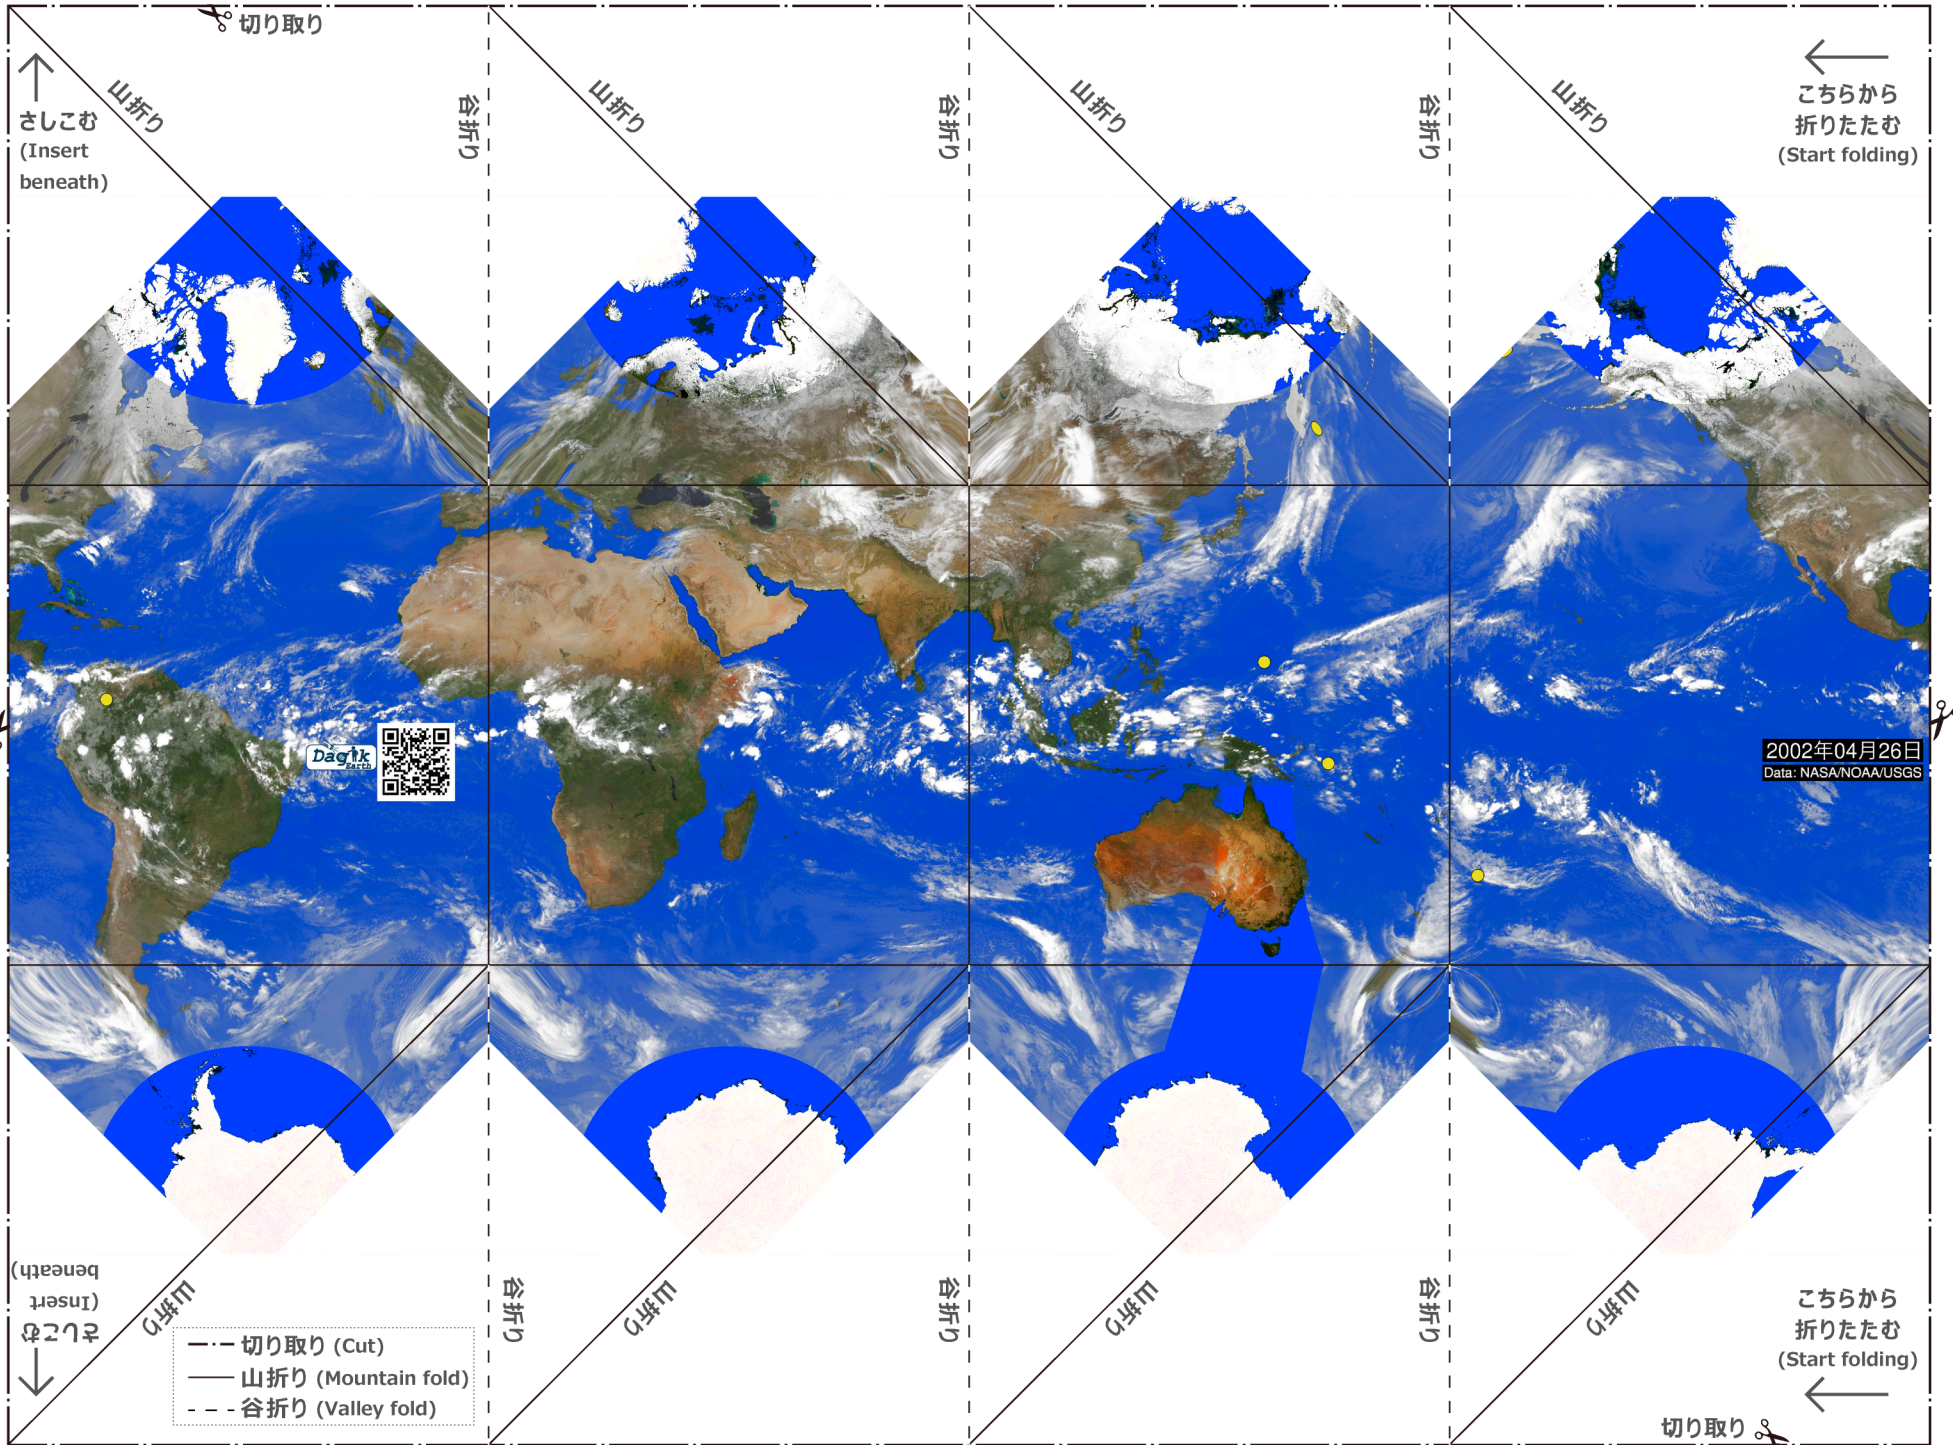 切り取り
山折り
谷折り
山折り
谷折り
山折り
谷折り
山折り
さしこむ
(Insert
beneath)
こちらから
折りたたむ
(Start folding)
Dagik
Earth
2002年04月26日
Data: NASA/NOAA/USGS
さしこむ
(Insert
beneath)
山折り
谷折り
山折り
谷折り
山折り
谷折り
山折り
こちらから
折りたたむ
(Start folding)
切り取り (Cut)
山折り (Mountain fold)
谷折り (Valley fold)
切り取り